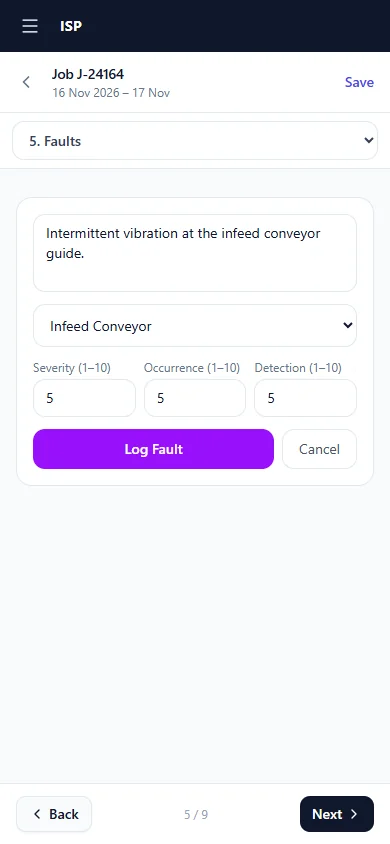 ISP
Job J-24164
16 Nov 2026 – 17 Nov
Save
5. Faults
Intermittent vibration at the infeed conveyor
guide.
Infeed Conveyor
Severity (1–10)
Occurrence (1–10)
Detection (1–10)
5
5
5
Log Fault
Cancel
Back
5 / 9
Next